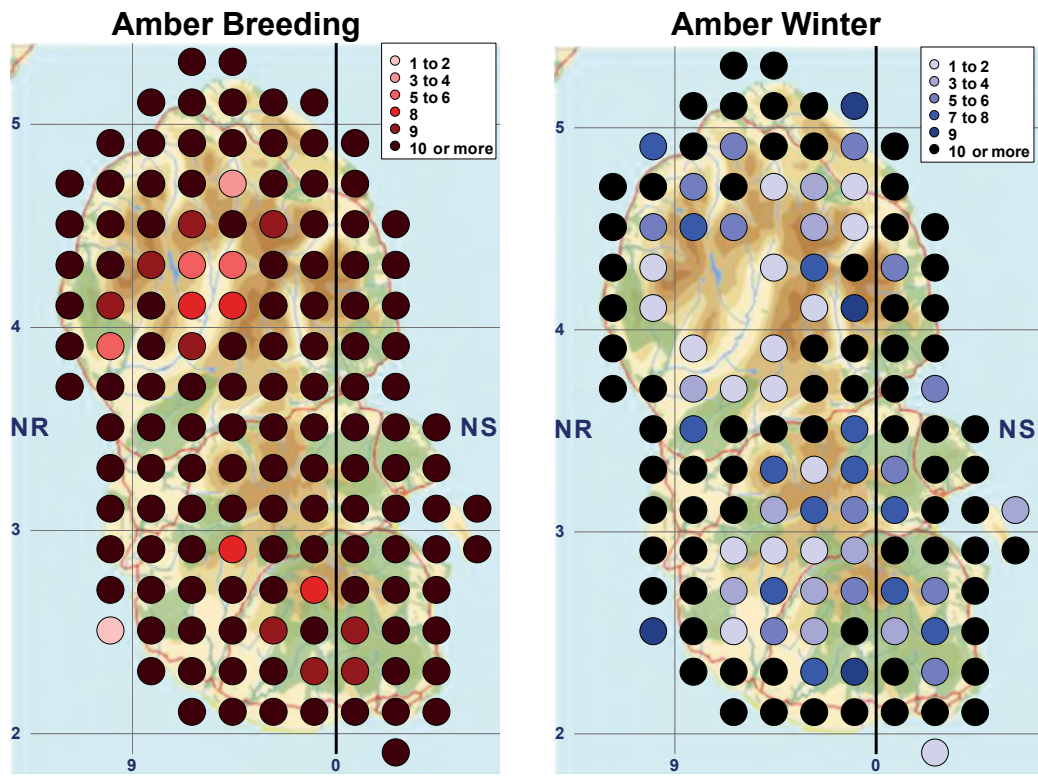 Amber Breeding
1 to 2
3 to 4
5 to 6
8
9
10 or more
5
4
NR
NS
3
2
9
0
Amber Winter
1 to 2
3 to 4
5 to 6
7 to 8
9
10 or more
5
4
NR
NS
3
2
9
0